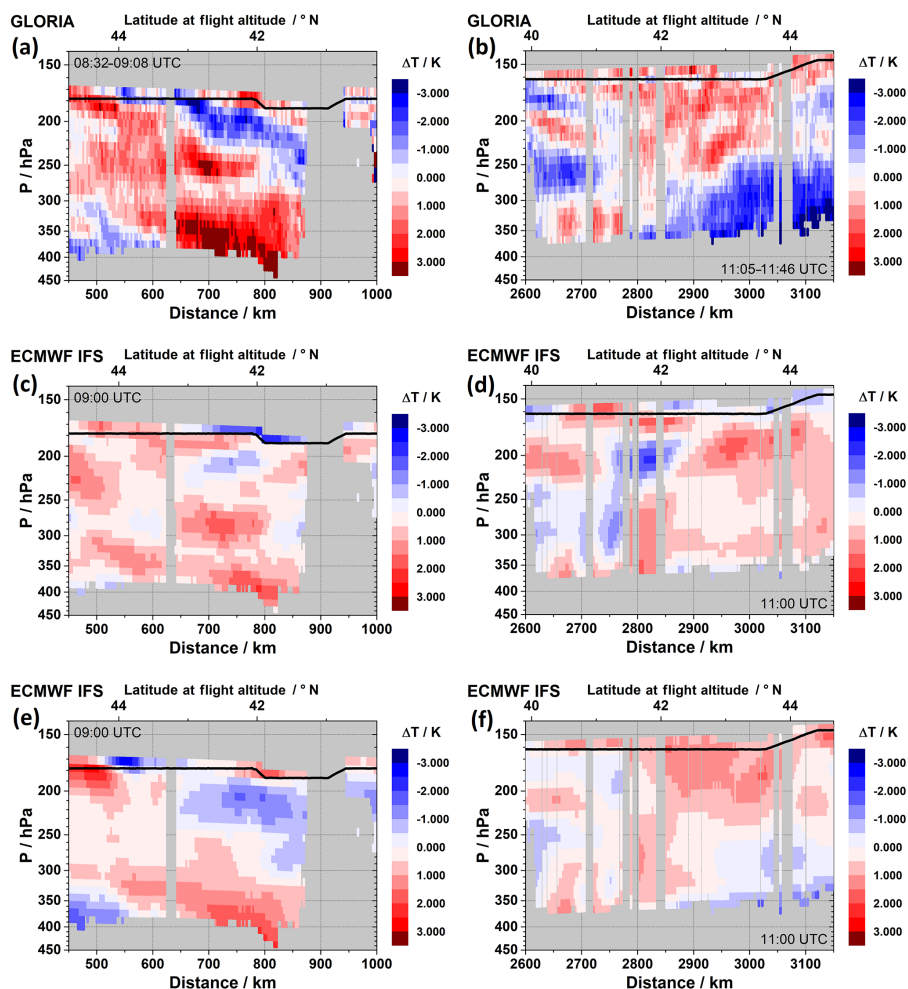 GLORIA Latitude at flight altitude / ° N
(a) 44 42 ΔT / K
08:32-09:08 UTC
P / hPa
150
200
250
300
350
400
450
-3.000
-2.000
-1.000
0.000
1.000
2.000
3.000
450 500 600 700 800 900 1000
Distance / km
GLORIA Latitude at flight altitude / ° N
(b) 40 42 44 ΔT / K
P / hPa
150
200
250
300
350
400
450
-3.000
-2.000
-1.000
0.000
1.000
2.000
3.000
11:05-11:46 UTC
2600 2700 2800 2900 3000 3100
Distance / km
ECMWF IFS Latitude at flight altitude / ° N
(c) 44 42 ΔT / K
09:00 UTC
P / hPa
150
200
250
300
350
400
450
-3.000
-2.000
-1.000
0.000
1.000
2.000
3.000
500 600 700 800 900 1000
Distance / km
ECMWF IFS Latitude at flight altitude / ° N
(d) 40 42 44 ΔT / K
P / hPa
150
200
250
300
350
400
450
-3.000
-2.000
-1.000
0.000
1.000
2.000
3.000
11:00 UTC
2600 2700 2800 2900 3000 3100
Distance / km
ECMWF IFS Latitude at flight altitude / ° N
(e) 44 42 ΔT / K
09:00 UTC
P / hPa
150
200
250
300
350
400
450
-3.000
-2.000
-1.000
0.000
1.000
2.000
3.000
500 600 700 800 900 1000
Distance / km
ECMWF IFS Latitude at flight altitude / ° N
(f) 40 42 44 ΔT / K
P / hPa
150
200
250
300
350
400
450
-3.000
-2.000
-1.000
0.000
1.000
2.000
3.000
11:00 UTC
2600 2700 2800 2900 3000 3100
Distance / km